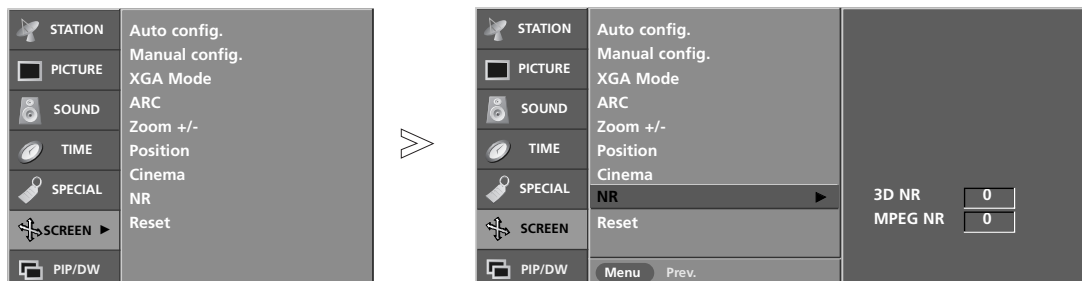 STATION
PICTURE
SOUND
TIME
SPECIAL
SCREEN ►
PIP/DW
Auto config.
Manual config.
XGA Mode
ARC
Zoom +/-
Position
Cinema
NR
Reset
STATION
PICTURE
SOUND
TIME
SPECIAL
SCREEN
PIP/DW
Auto config.
Manual config.
XGA Mode
ARC
Zoom +/-
Position
Cinema
NR ►
Reset
Menu Prev.
3D NR 0
MPEG NR 0